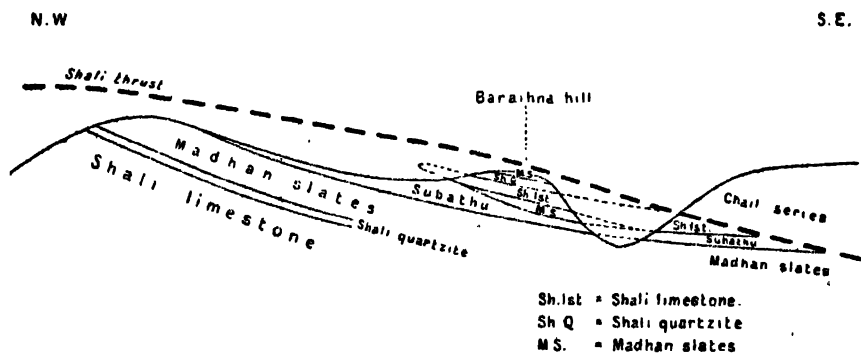 N.W
S.E.
Shali thrust
Baraihna hill
Madhan slates
Shali limestone
Shali quartzite
Subathu
M S.
Sh Q
Sh lst
M S
Chail series
Sh lst.
Subathu
Madhan slates
Sh.lst = Shali limestone.
Sh Q = Shali quartzite
M S. = Madhan slates